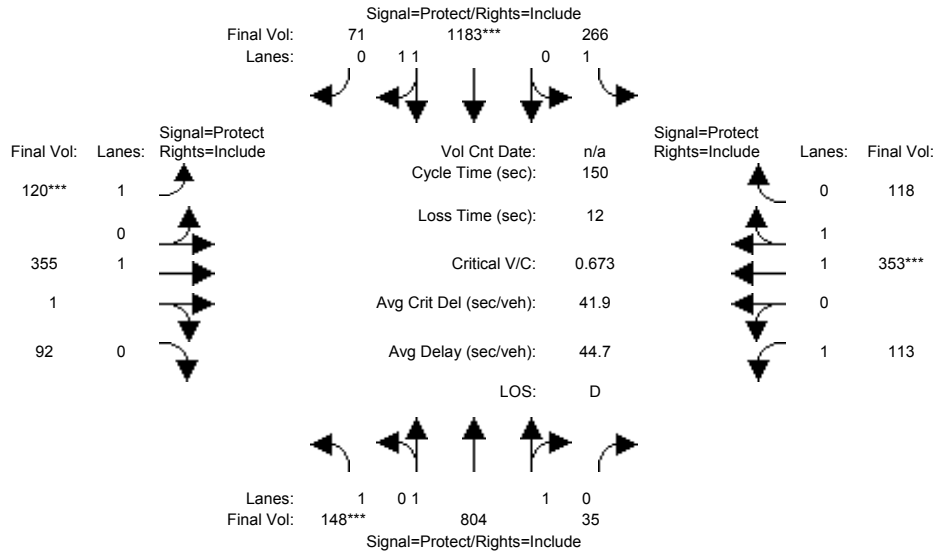 Signal=Protect/Rights=Include
Final Vol: 71 1183*** 266
Lanes: 0 1 1 0 1
Signal=Protect Signal=Protect
Final Vol: Lanes: Rights=Include Vol Cnt Date: n/a Rights=Include Lanes: Final Vol:
Cycle Time (sec): 150
120*** 1 0 118
Loss Time (sec): 12
0 1
355 1 Critical V/C: 0.673 1 353***
1 0 Avg Crit Del (sec/veh): 41.9 0
92 0 Avg Delay (sec/veh): 44.7 1 113
LOS: D
Lanes: 1 0 1 1 0
Final Vol: 148*** 804 35
Signal=Protect/Rights=Include